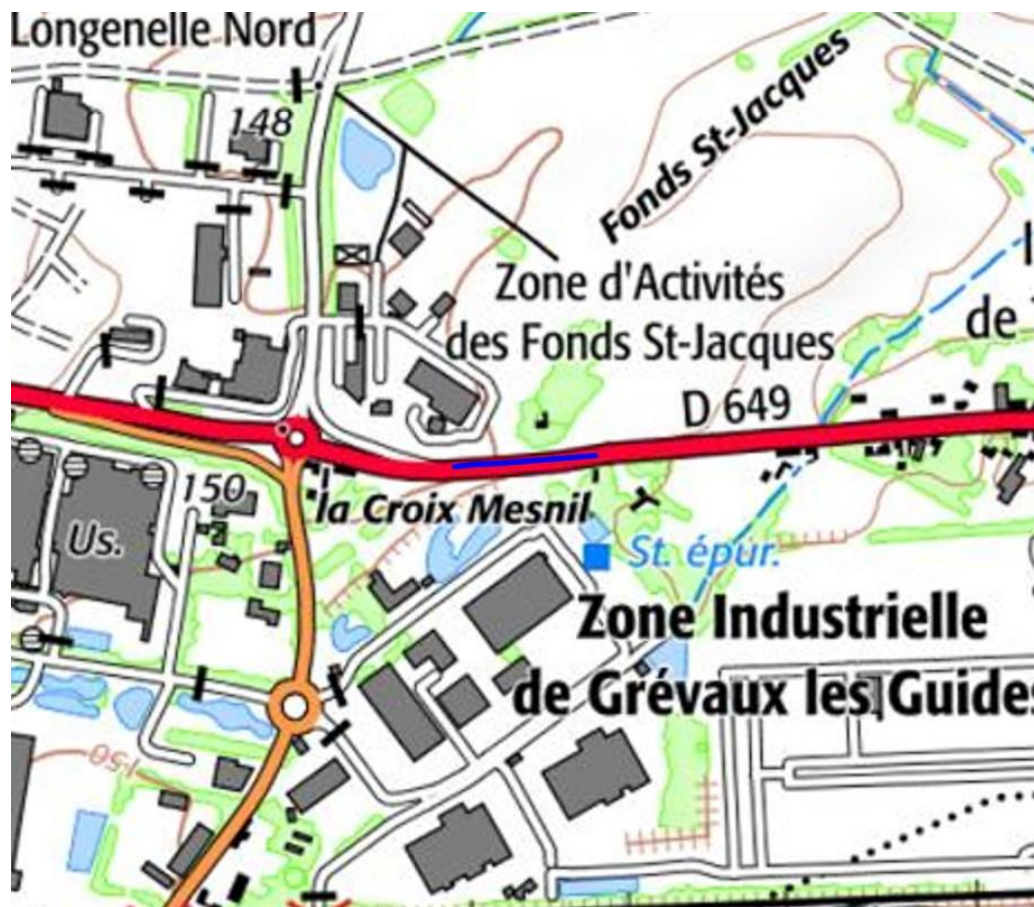 Longenelle Nord
148
Fonds St-Jacques
Zone d'Activités
des Fonds St-Jacques
de
D 649
150
la Croix Mesnil
Us.
St. épur.
Zone Industrielle
de Grévaux les Guides
150